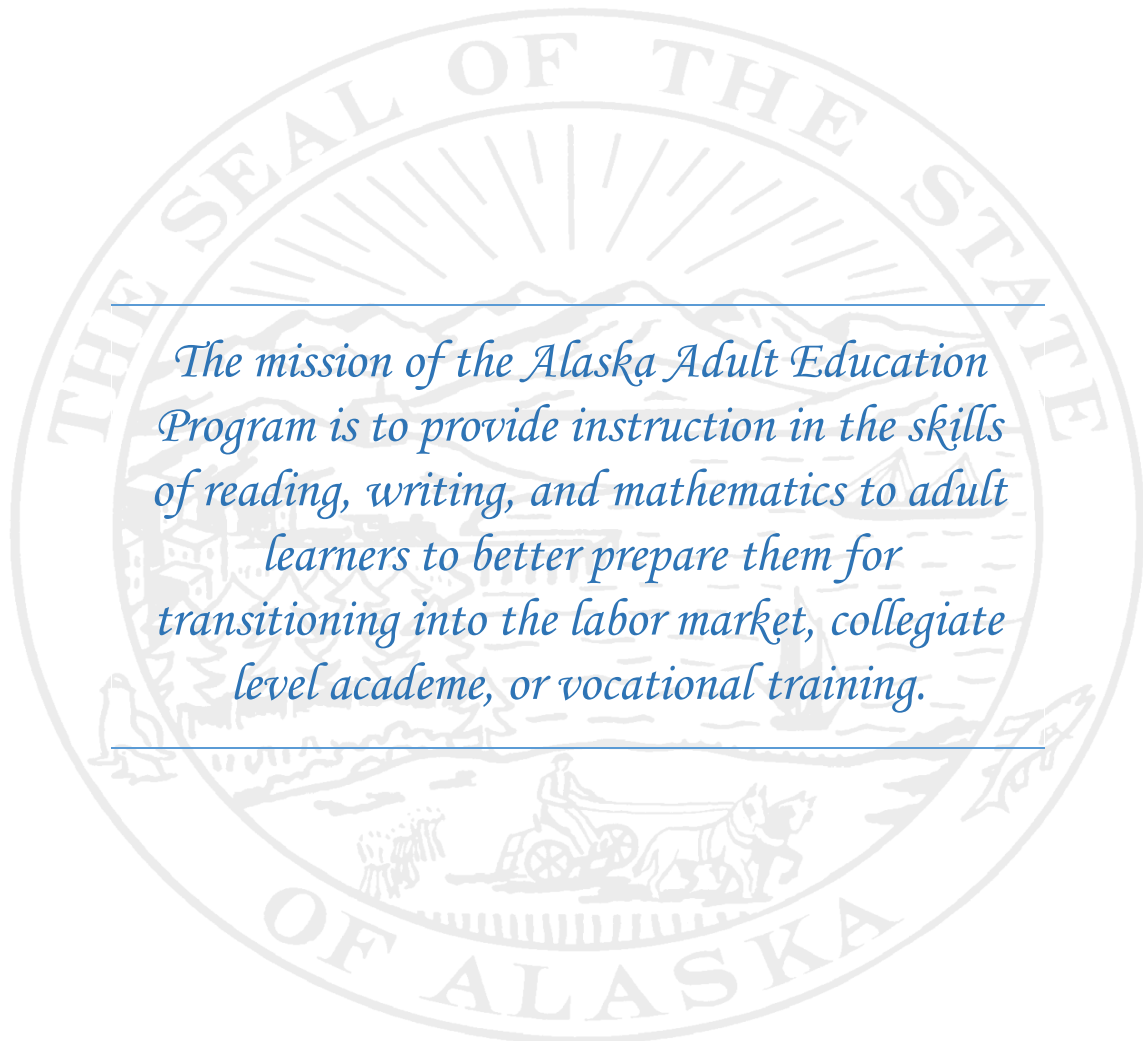 THE SEAL OF THE STATE
The mission of the Alaska Adult Education
Program is to provide instruction in the skills
of reading, writing, and mathematics to adult
learners to better prepare them for
transitioning into the labor market, collegiate
level academe, or vocational training.
OF ALASKA